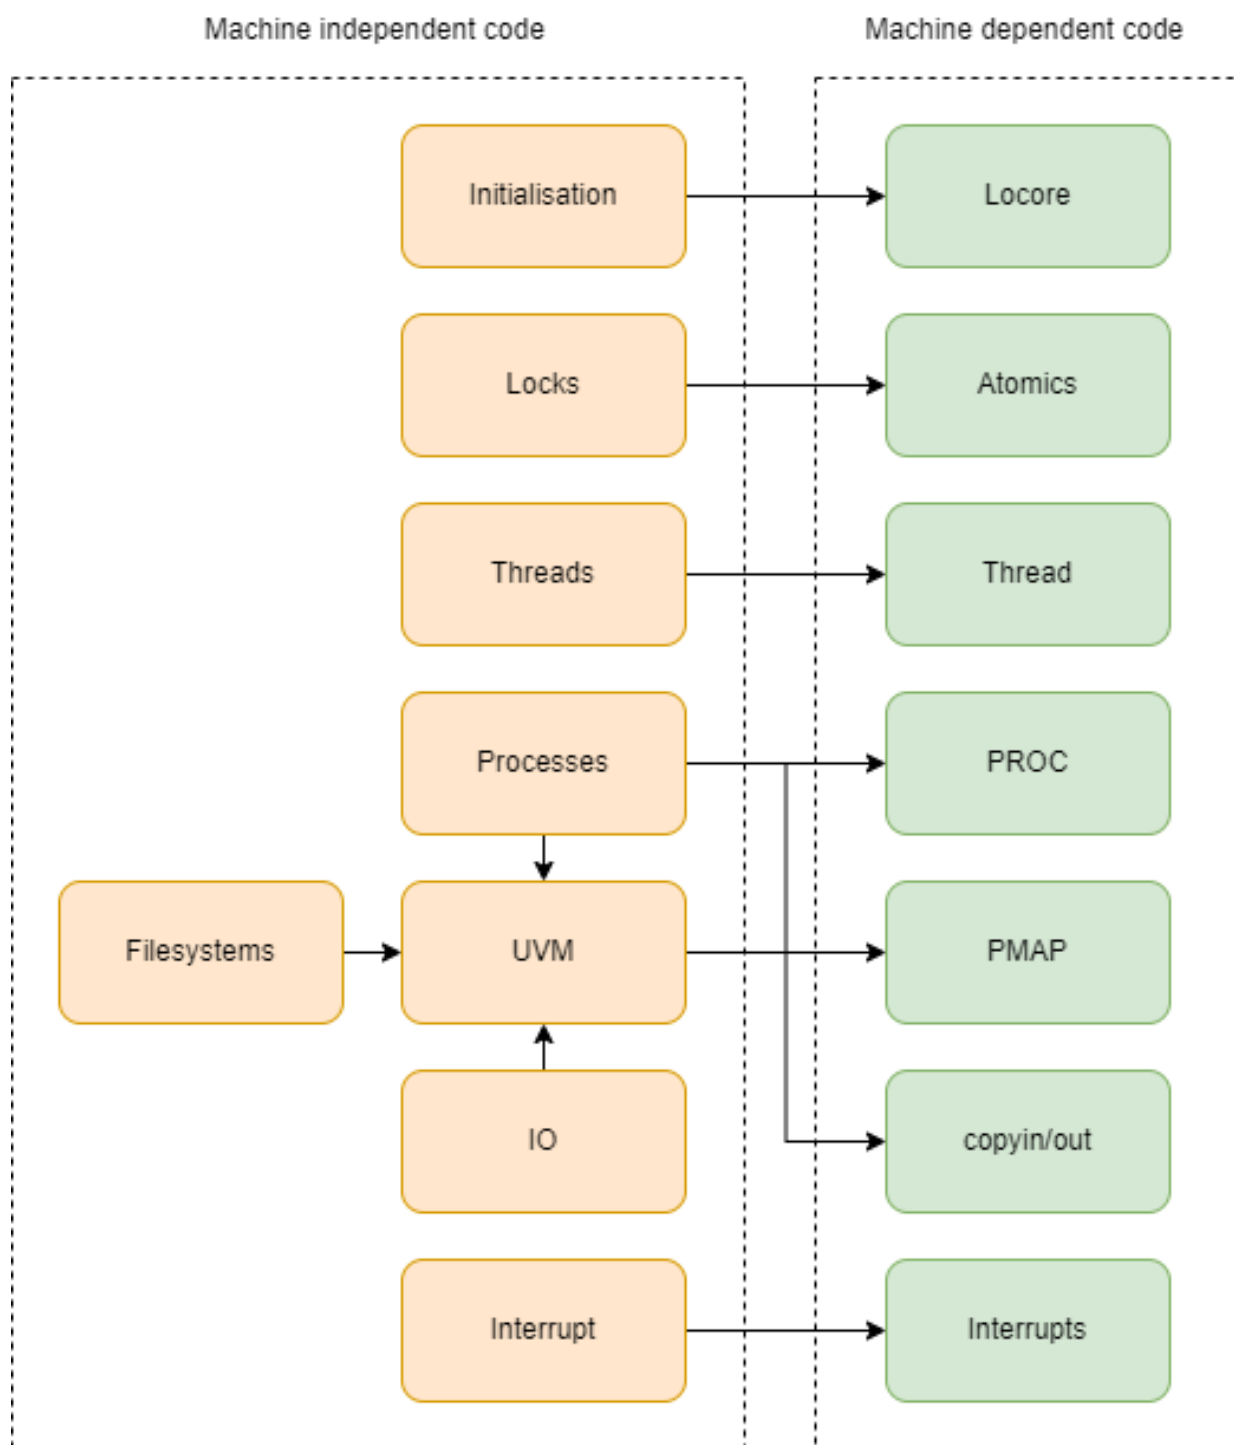 Machine independent code
Machine dependent code
Initialisation
Locore
Locks
Atomics
Threads
Thread
Processes
PROC
Filesystems
UVM
PMAP
IO
copyin/out
Interrupt
Interrupts